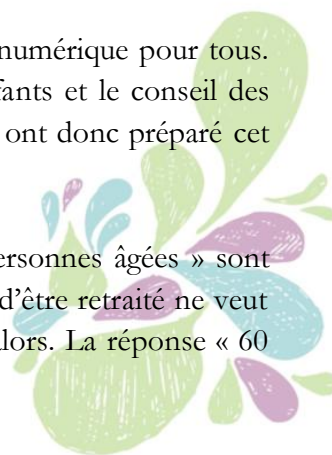 numérique pour tous.
fants et le conseil des
ont donc préparé cet
ersonnes âgées » sont
d'être retraité ne veut
alors. La réponse « 60